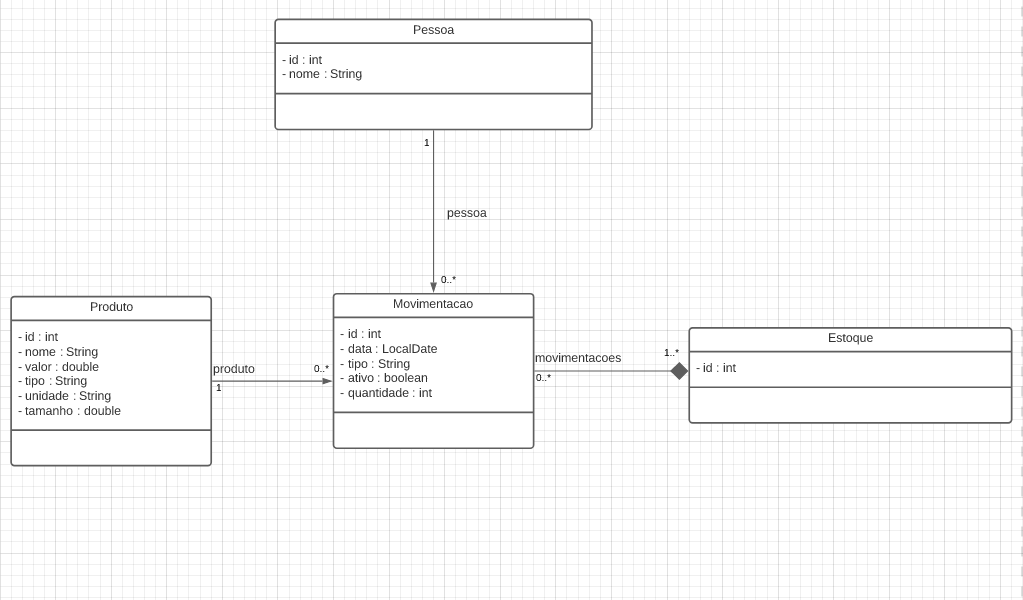 Pessoa
- id : int
- nome : String
1
pessoa
0..*
Produto
- id : int
- nome : String
- valor : double
- tipo : String
- unidade : String
- tamanho : double
produto
1
0..*
Movimentacao
- id : int
- data : LocalDate
- tipo : String
- ativo : boolean
- quantidade : int
movimentacoes
0..*
1..*
Estoque
- id : int